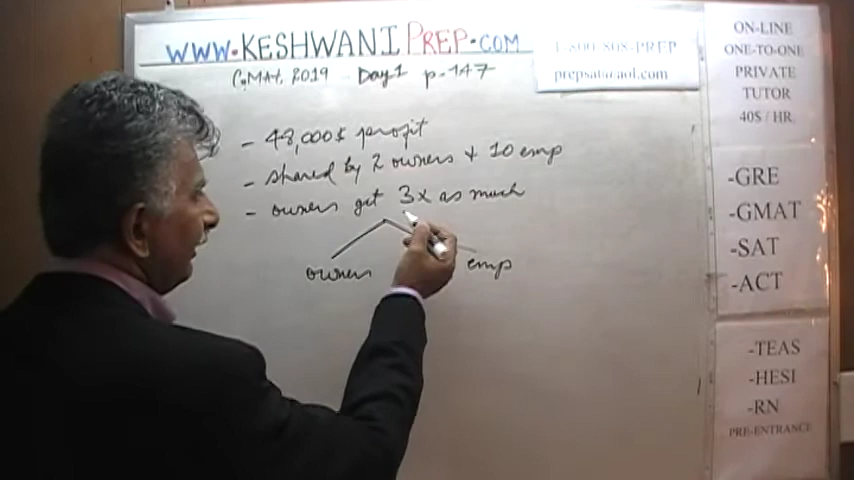 WWW.KESHWANIPREP.COM
GMAT 2019 Day 1 p. 147
1-800-808-PREP
prepsat@aol.com
- 48,000$ profit
- shared by 2 owners + 10 emp
- owners get 3x as much
owners emp
ON-LINE
ONE-TO-ONE
PRIVATE
TUTOR
40$ / HR.
-GRE
-GMAT
-SAT
-ACT
-TEAS
-HESI
-RN
PRE-ENTRANCE